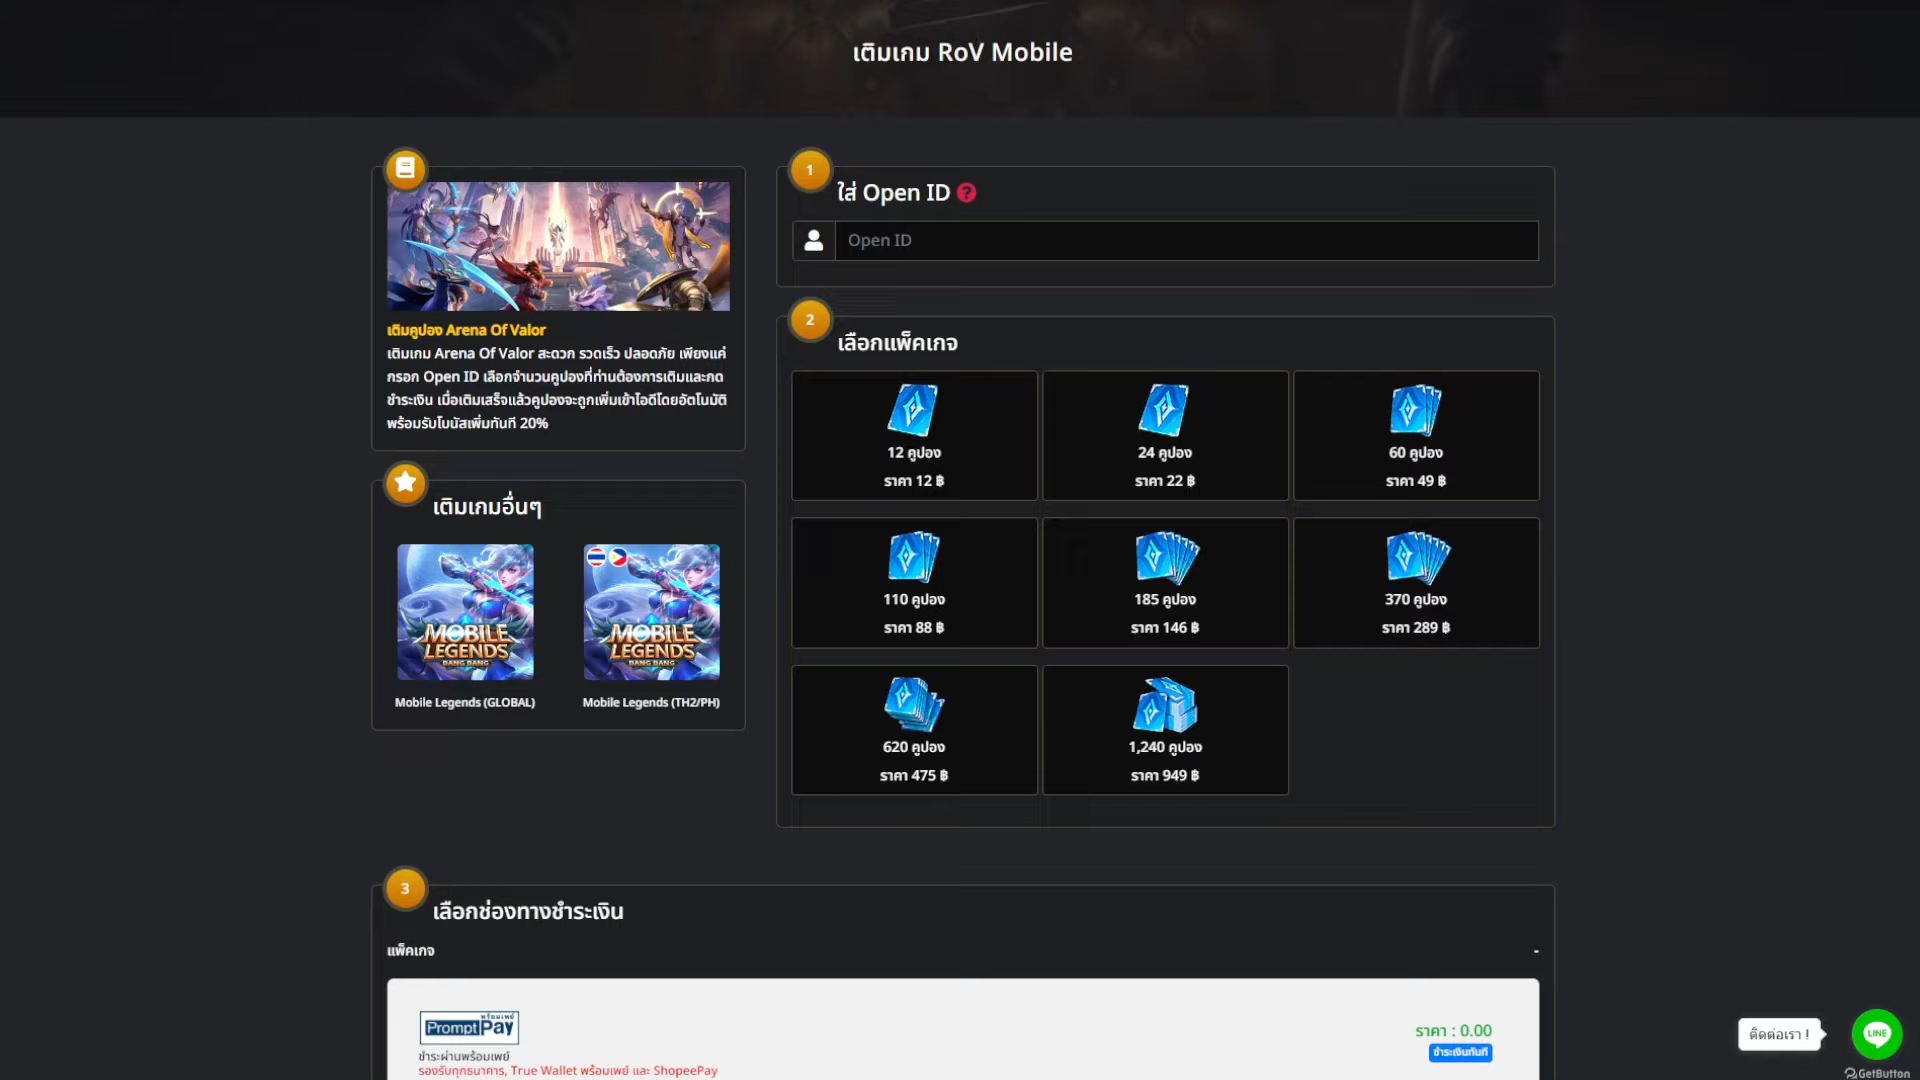 เติมเกม RoV Mobile
เติมคูปอง Arena Of Valor
เติมเกม Arena Of Valor สะดวก รวดเร็ว ปลอดภัย เพียงแค่
กรอก Open ID เลือกจำนวนคูปองที่ท่านต้องการเติมและกด
ชำระเงิน เมื่อเติมเสร็จแล้วคูปองจะถูกเพิ่มเข้าไอดีโดยอัตโนมัติ
พร้อมรับโบนัสเพิ่มทันที 20%
เติมเกมอื่นๆ
MOBILE
LEGENDS
BANG BANG
Mobile Legends (GLOBAL)
MOBILE
LEGENDS
BANG BANG
Mobile Legends (TH2/PH)
1
ใส่ Open ID ?
Open ID
2
เลือกแพ็คเกจ
12 คูปอง
ราคา 12 ฿
24 คูปอง
ราคา 22 ฿
60 คูปอง
ราคา 49 ฿
110 คูปอง
ราคา 88 ฿
185 คูปอง
ราคา 146 ฿
370 คูปอง
ราคา 289 ฿
620 คูปอง
ราคา 475 ฿
1,240 คูปอง
ราคา 949 ฿
3
เลือกช่องทางชำระเงิน
แพ็คเกจ -
พร้อมเพย์
PromptPay
ชำระผ่านพร้อมเพย์
รองรับทุกธนาคาร, True Wallet พร้อมเพย์ และ ShopeePay
ราคา : 0.00
ชำระเงินทันที
ติดต่อเรา !
LINE
GetButton